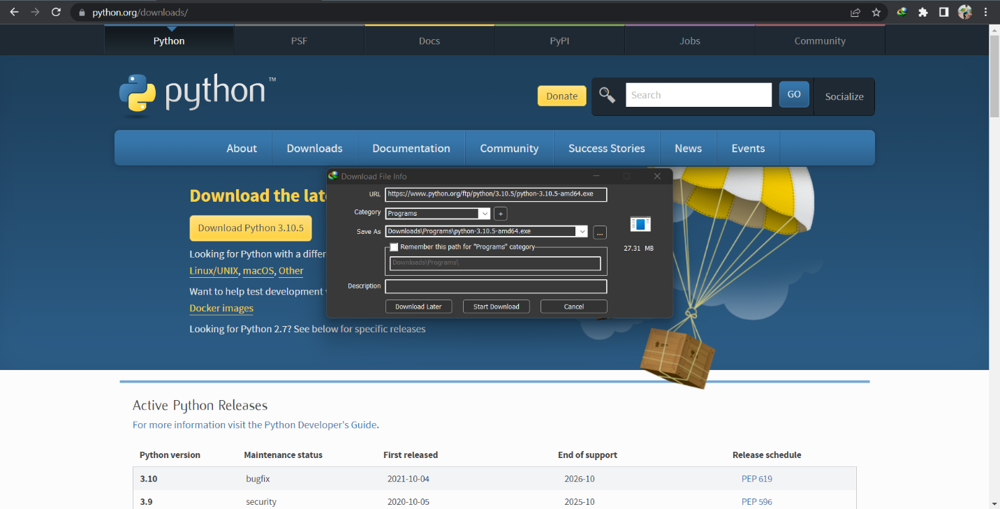 python.org/downloads/
Python PSF Docs PyPI Jobs Community
python™
Donate Search GO Socialize
About Downloads Documentation Community Success Stories News Events
Download File Info
URL https://www.python.org/ftp/python/3.10.5/python-3.10.5-amd64.exe
Category Programs +
Save As Downloads\Programs\python-3.10.5-amd64.exe ...
Remember this path for "Programs" category
Downloads\Programs\
27.31 MB
Description
Download Later Start Download Cancel
Download the late
Download Python 3.10.5
Looking for Python with a differ
Linux/UNIX, macOS, Other
Want to help test development
Docker images
Looking for Python 2.7? See below for specific releases
Active Python Releases
For more information visit the Python Developer's Guide.
Python version Maintenance status First released End of support Release schedule
3.10 bugfix 2021-10-04 2026-10 PEP 619
3.9 security 2020-10-05 2025-10 PEP 596